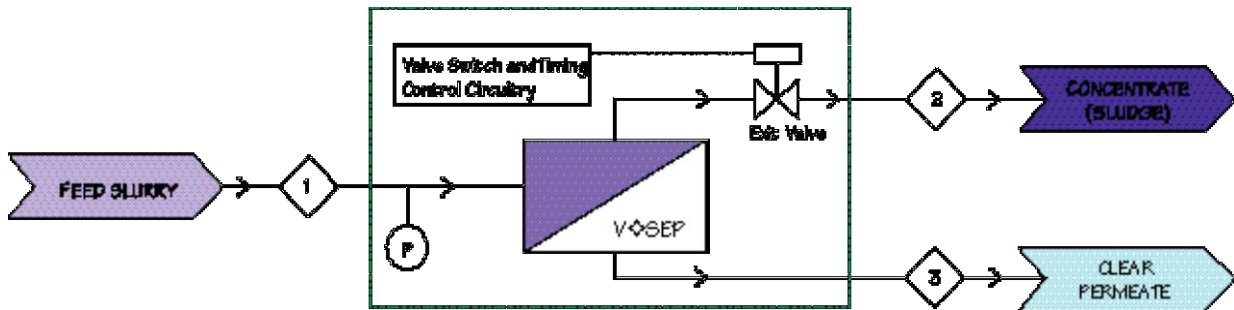 Valve Switch and Timing
Control Circuitry
2
CONCENTRATE
(SLUDGE)
Exit Valve
FEED SLURRY
1
V◇SEP
P
3
CLEAR
PERMEATE